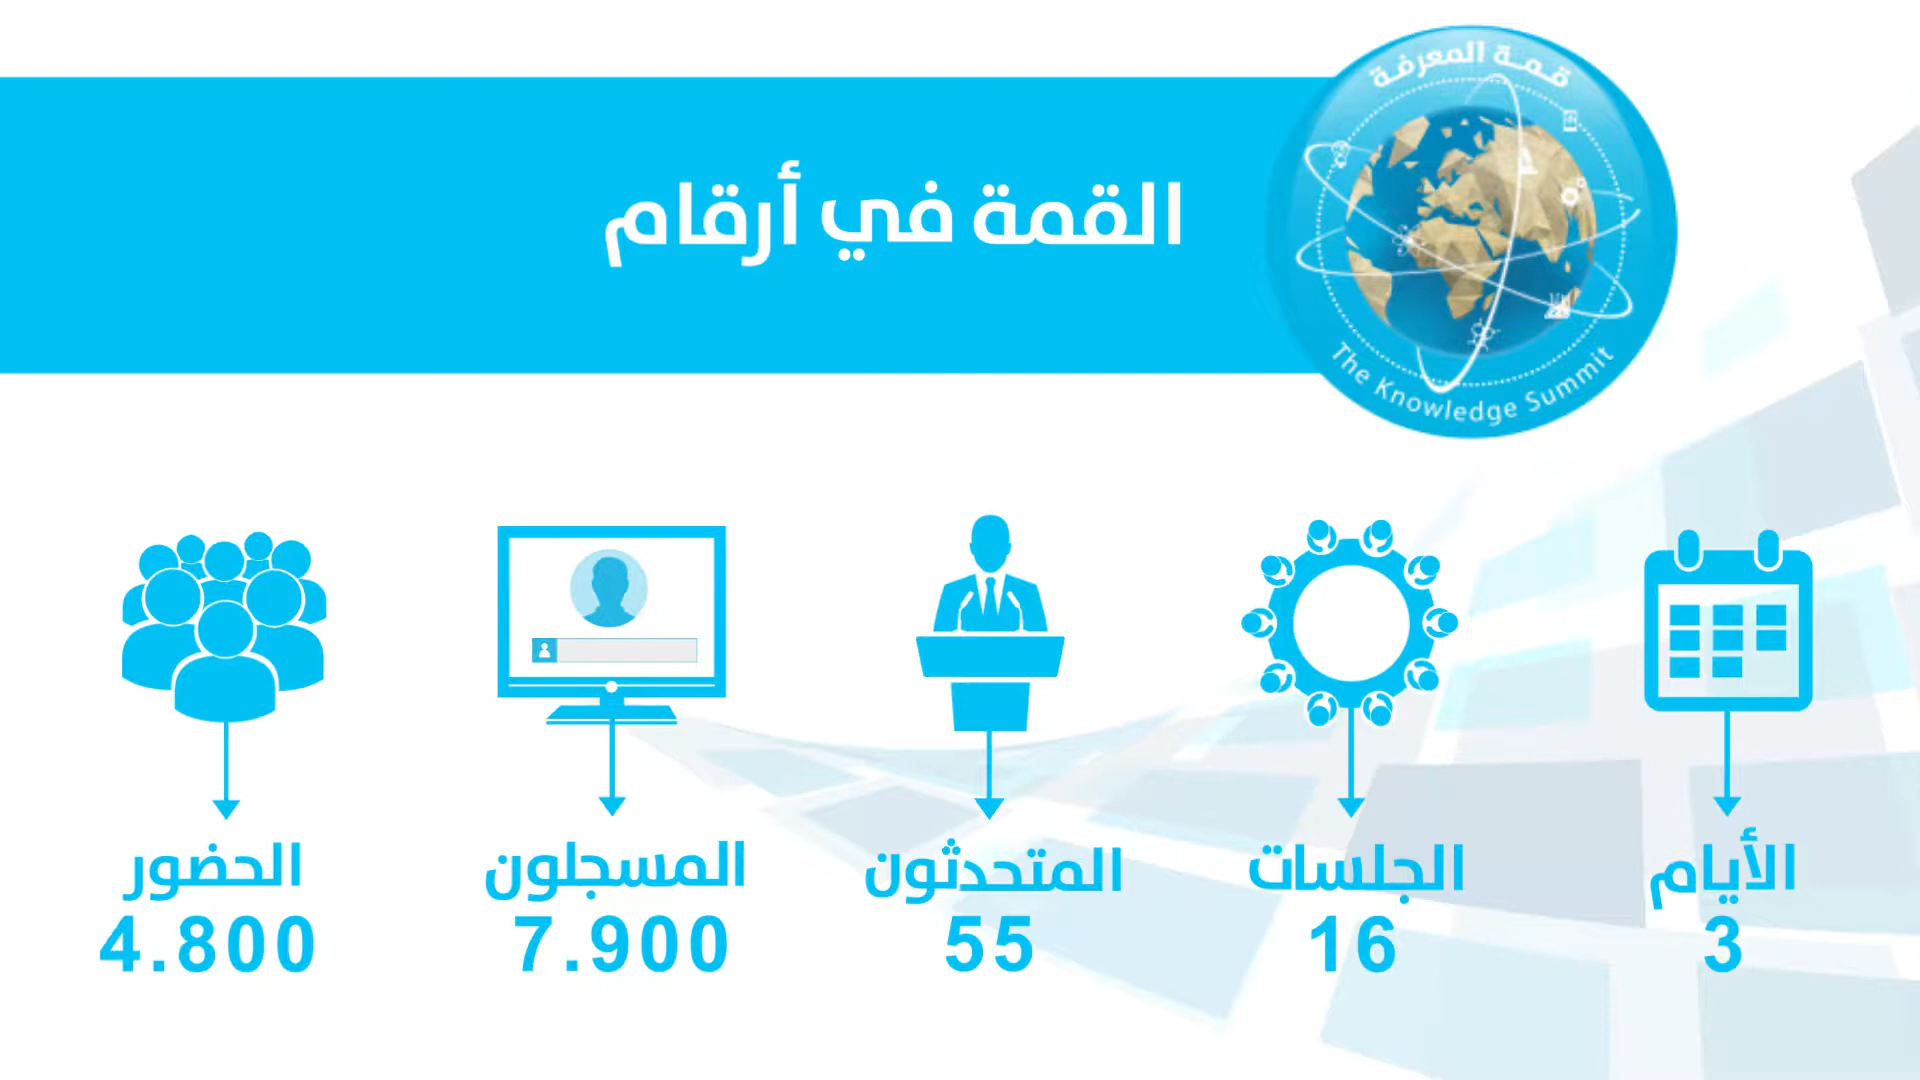 قمة المعرفة
The Knowledge Summit
القمة في أرقام
الأيام
3
الجلسات
16
المتحدثون
55
المسجلون
7.900
الحضور
4.800